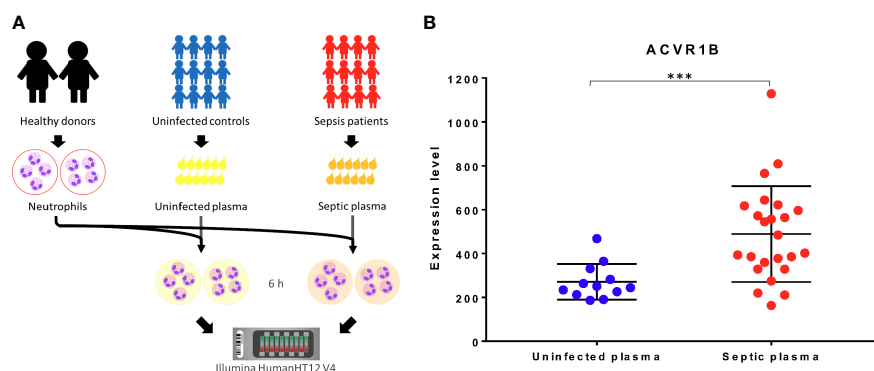 A
Healthy donors
Uninfected controls
Sepsis patients
Neutrophils
Uninfected plasma
Septic plasma
6 h
Illumina HumanHT12 V4
B
ACVR1B
***
Expression level
1200
1000
800
600
400
200
0
Uninfected plasma
Septic plasma